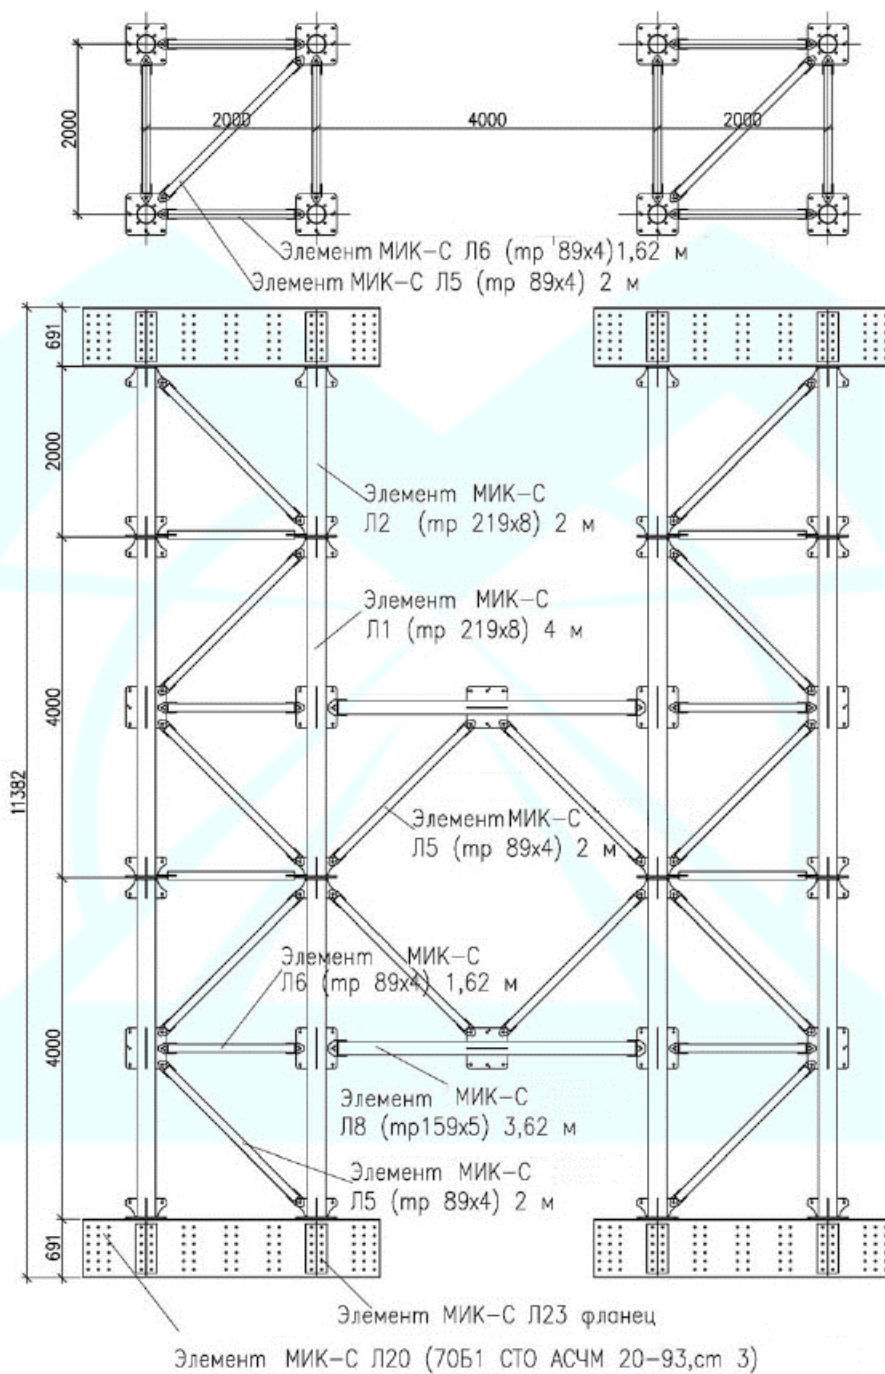 2000
2000
4000
2000
Элемент МИК-С Л6 (тр 89х4)1,62 м
Элемент МИК-С Л5 (тр 89х4) 2 м
691
2000
Элемент МИК-С
Л2 (тр 219х8) 2 м
Элемент МИК-С
Л1 (тр 219х8) 4 м
4000
11382
Элемент МИК-С
Л5 (тр 89х4) 2 м
Элемент МИК-С
Л6 (тр 89х4) 1,62 м
4000
Элемент МИК-С
Л8 (тр159х5) 3,62 м
Элемент МИК-С
Л5 (тр 89х4) 2 м
691
Элемент МИК-С Л23 фланец
Элемент МИК-С Л20 (70Б1 СТО АСЧМ 20-93,ст 3)